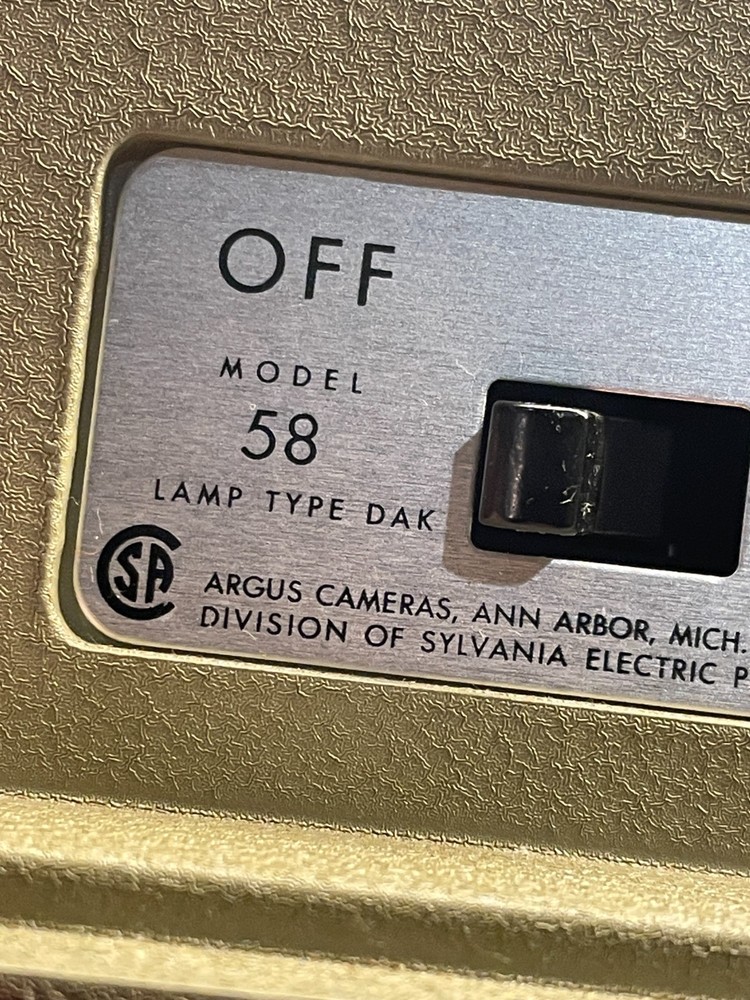 OFF
MODEL
58
LAMP TYPE DAK
CSA
ARGUS CAMERAS, ANN ARBOR, MICH.
DIVISION OF SYLVANIA ELECTRIC P